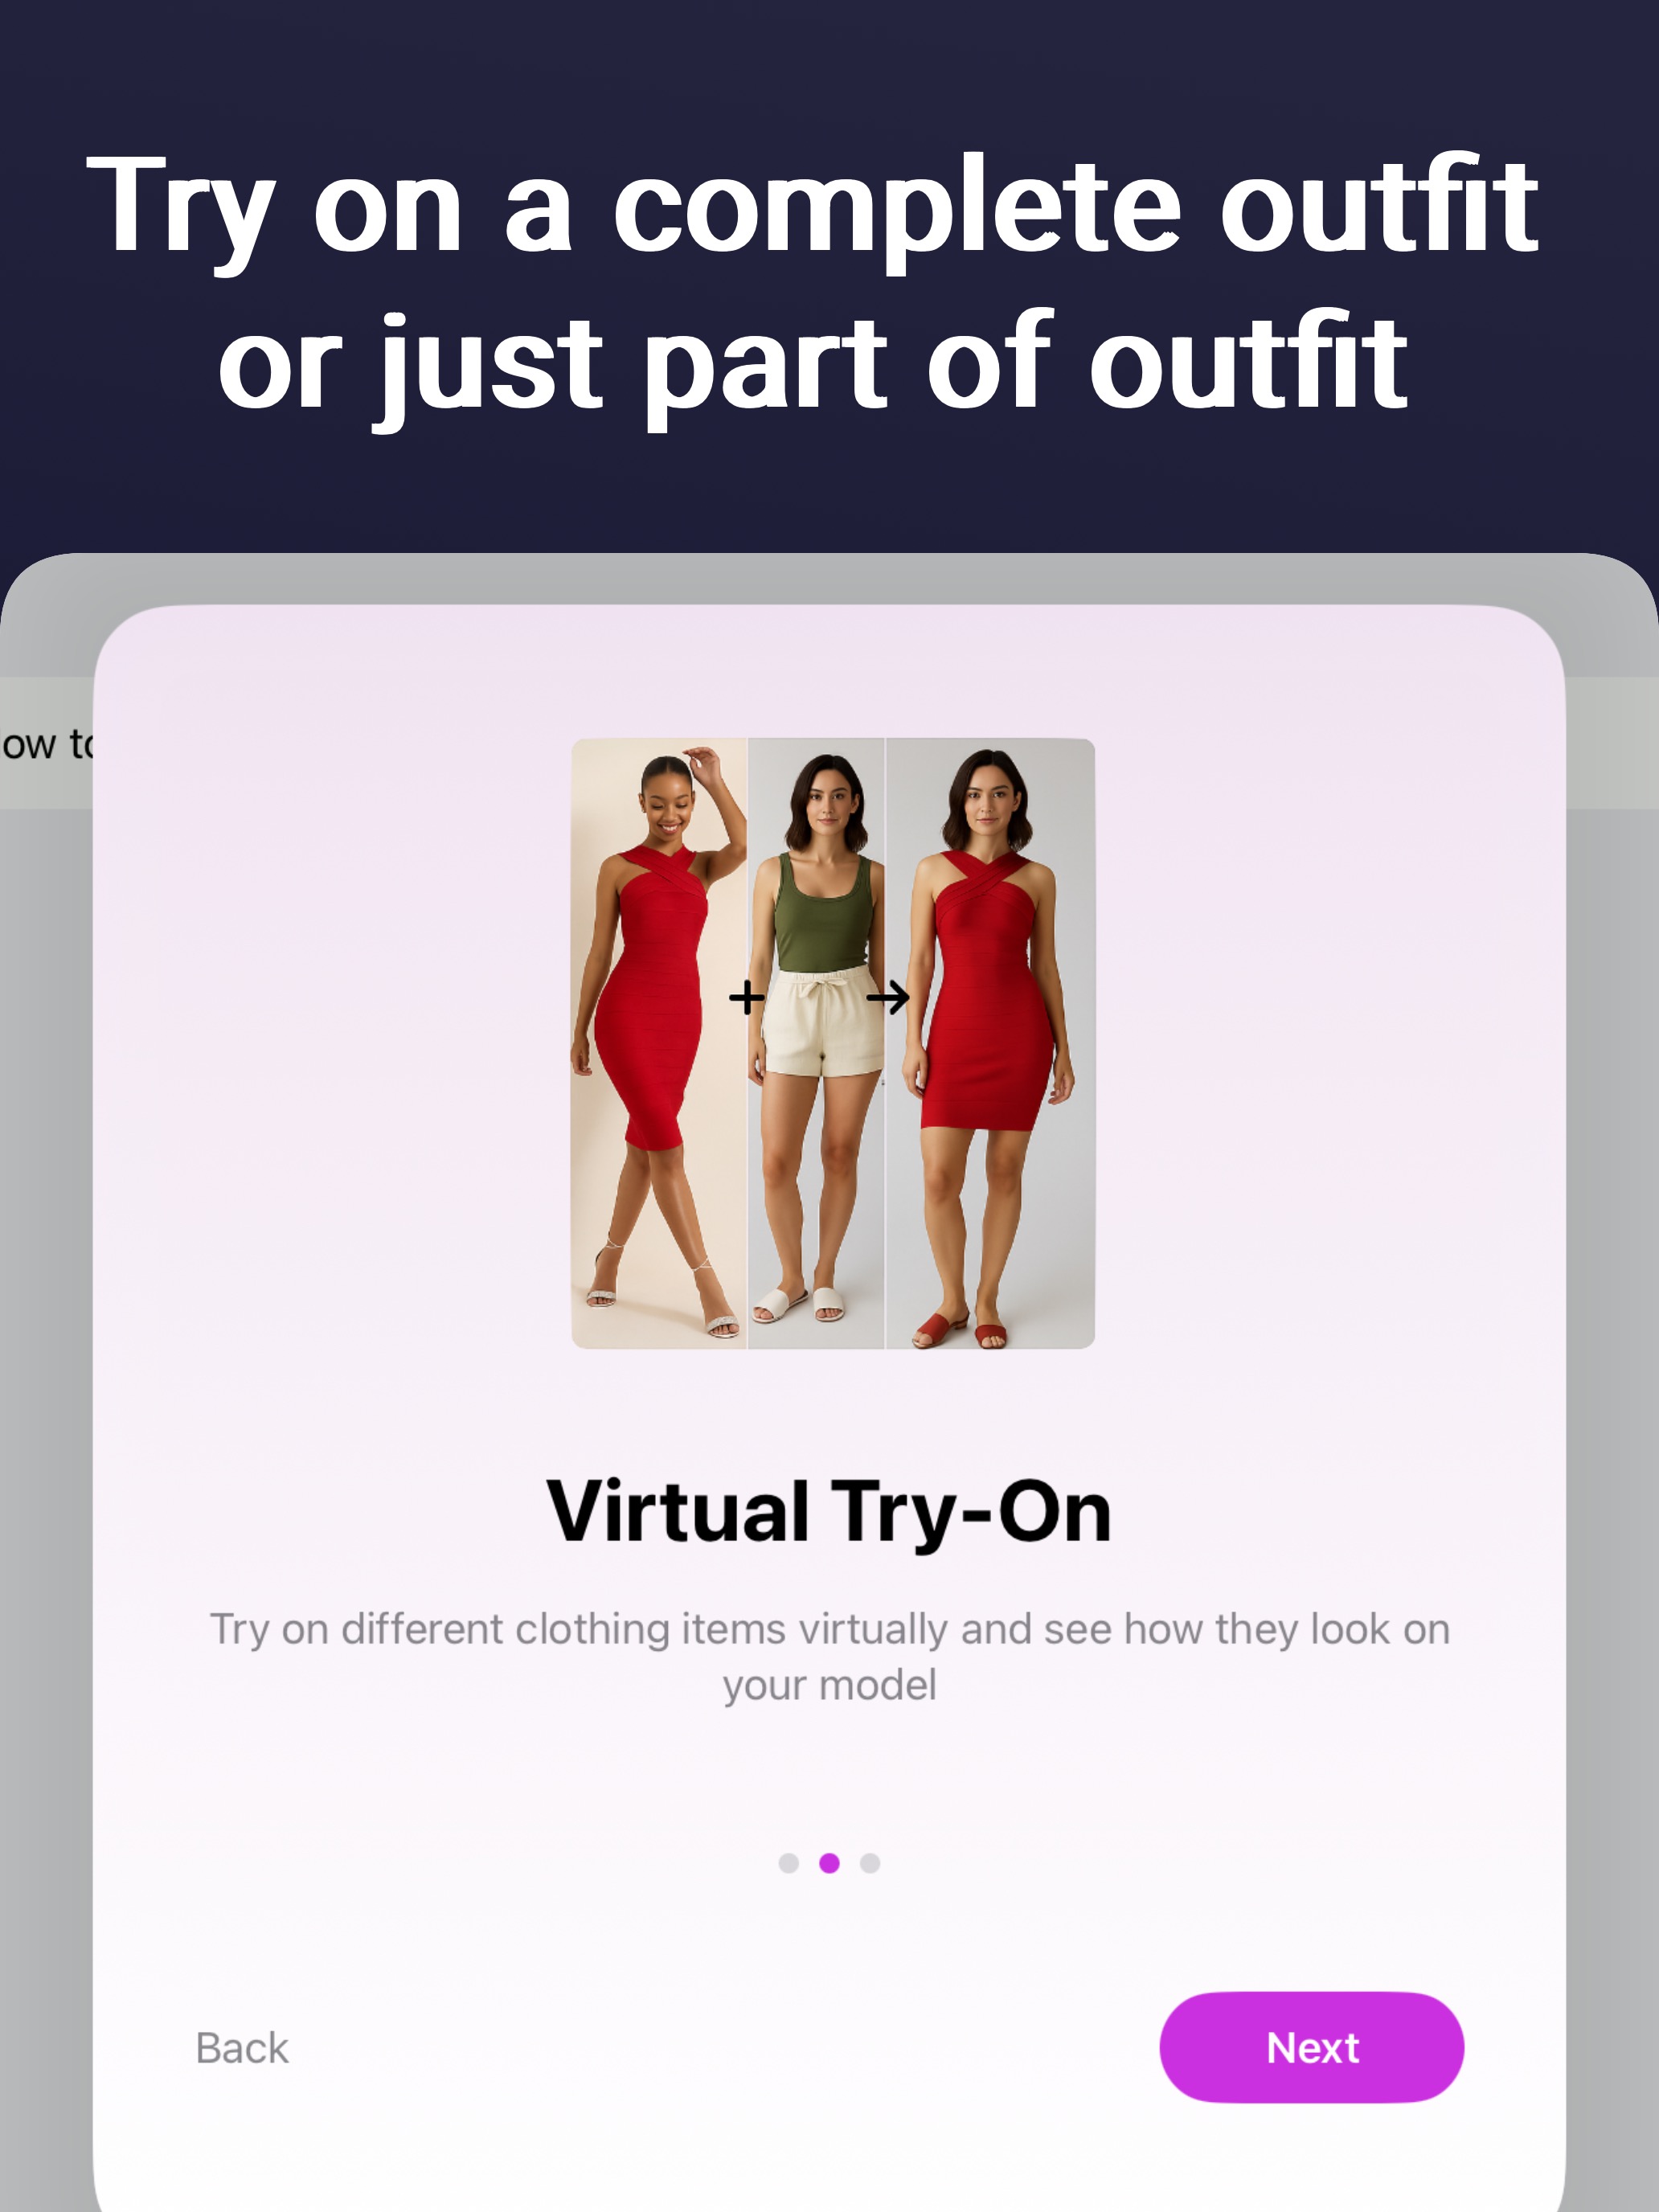 Try on a complete outfit
or just part of outfit
ow to
Virtual Try-On
Try on different clothing items virtually and see how they look on
your model
Back
Next